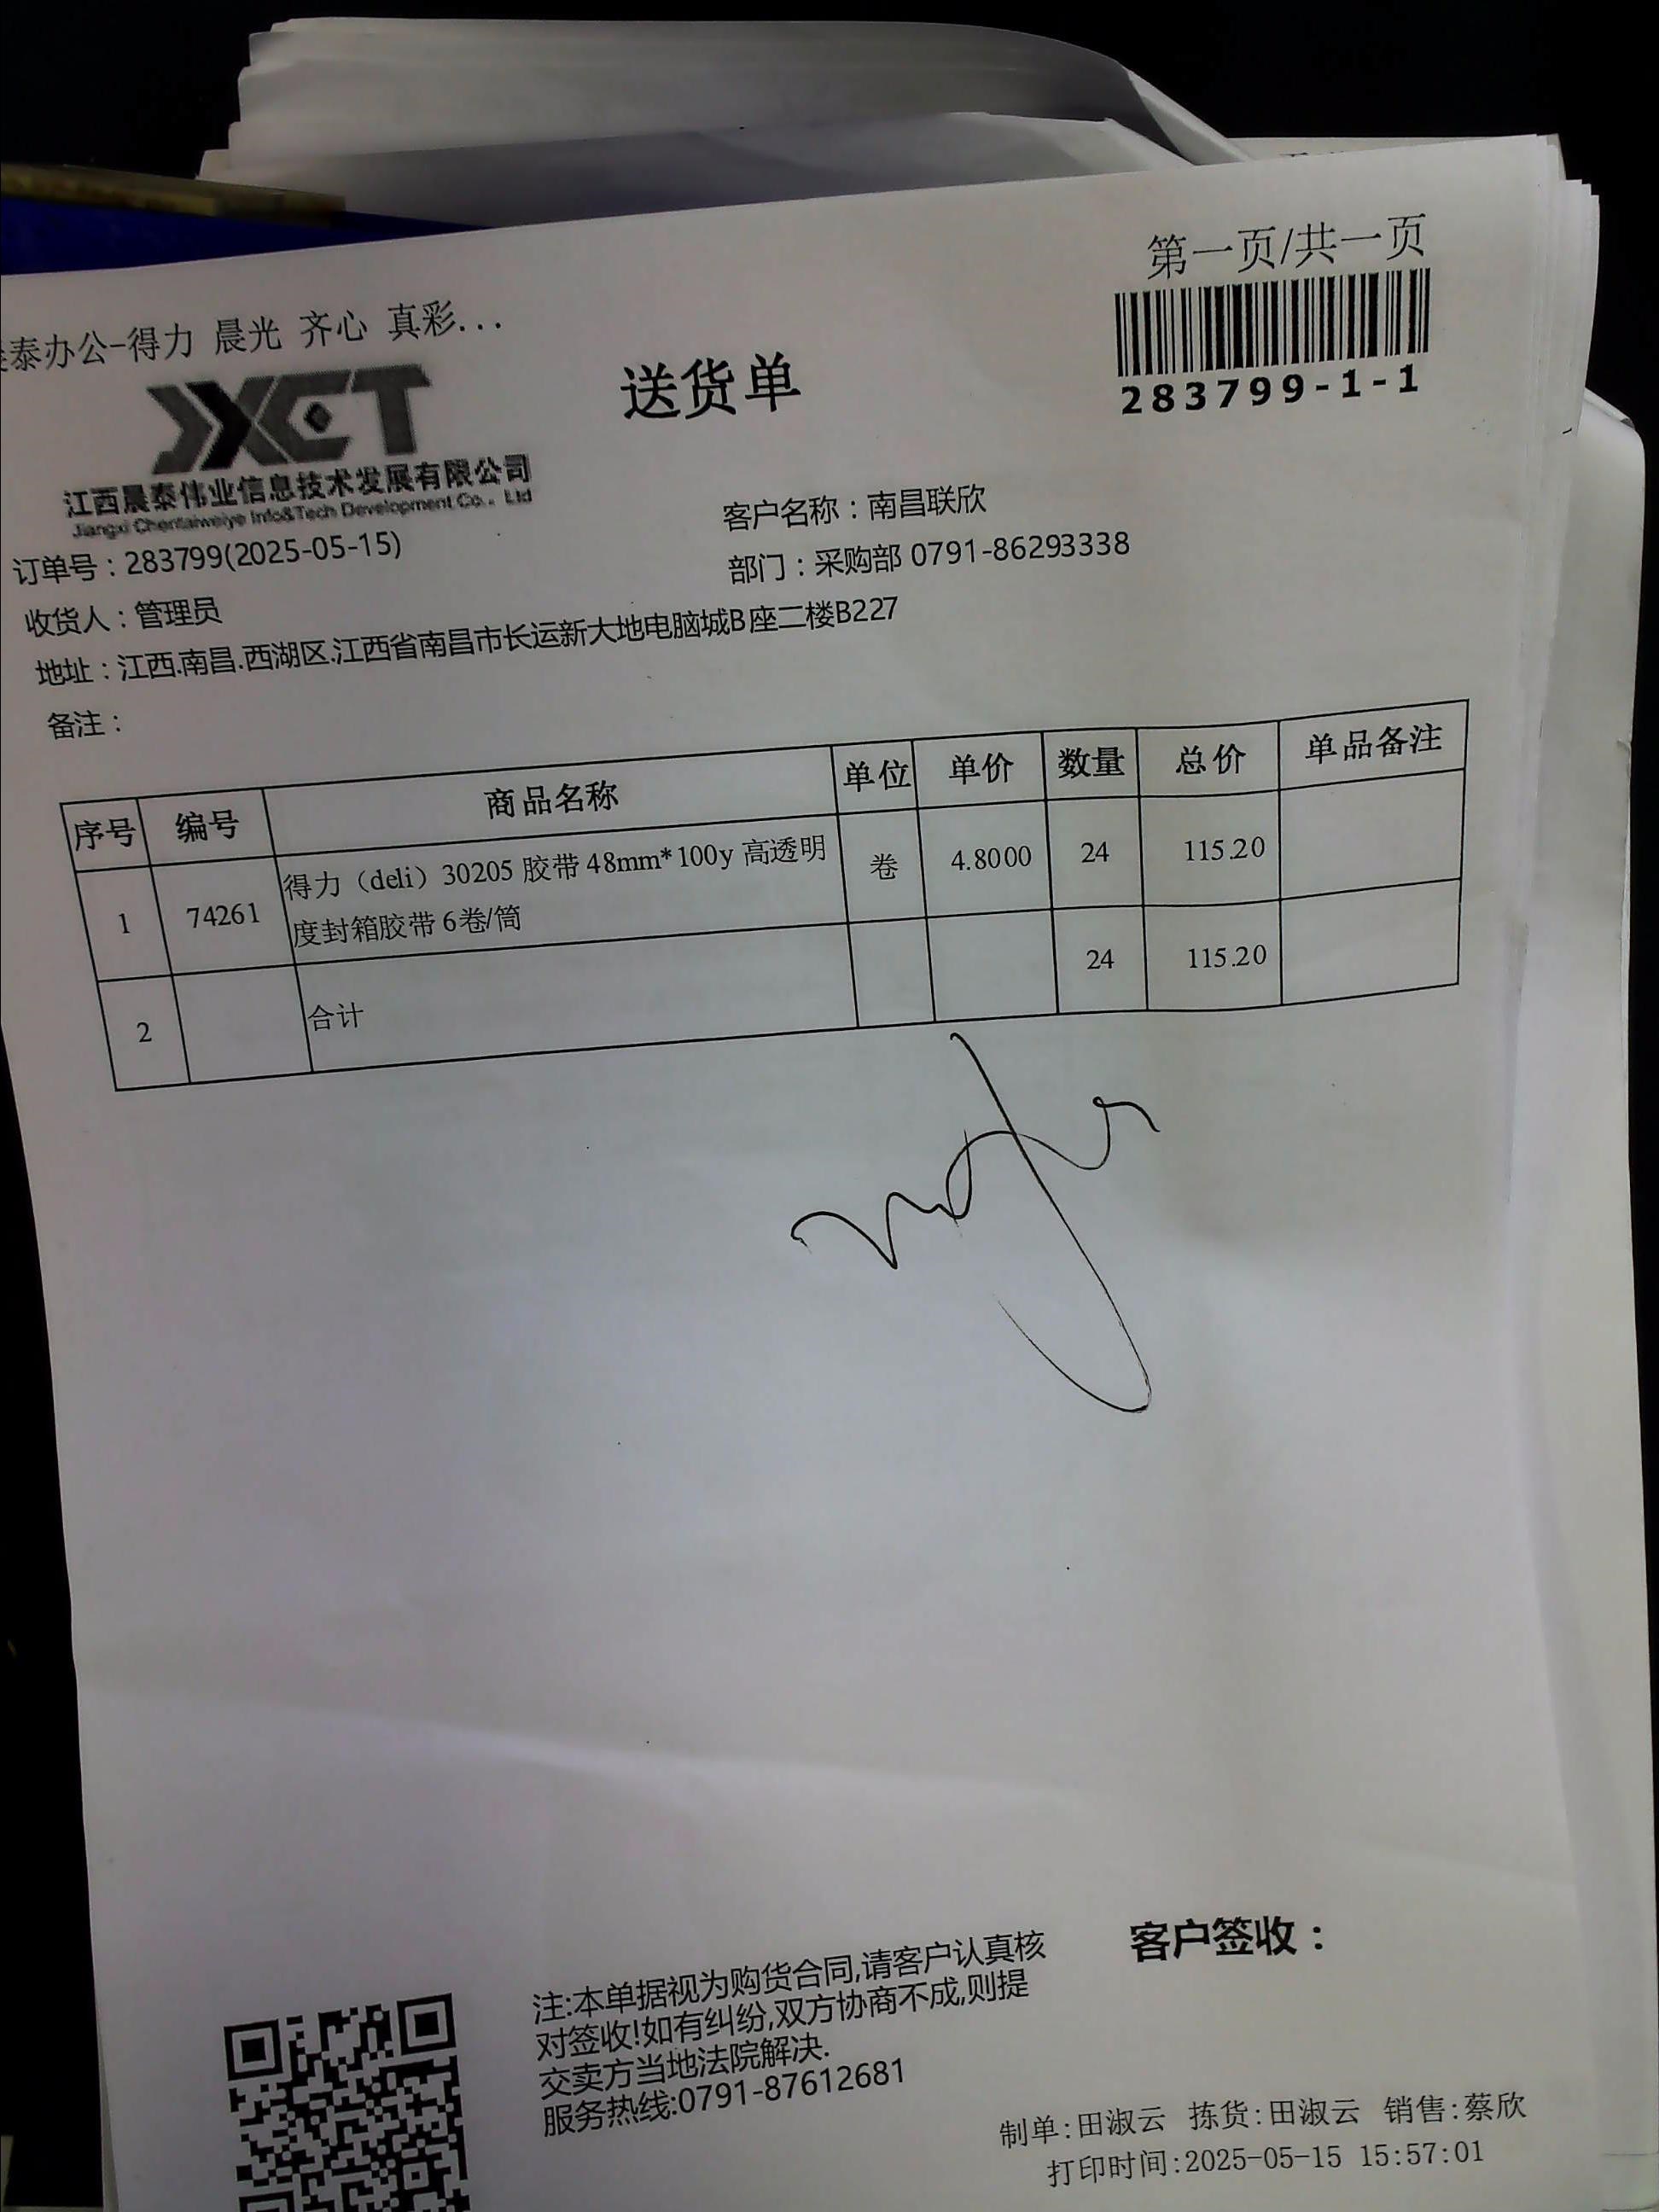 第一页/共一页
泰办公-得力 晨光 齐心 真彩...
JXCT
送货单
283799-1-1
江西晨泰伟业信息技术发展有限公司
Jiangxi Chentaiweiye Info&Tech Development Co., Ltd
客户名称：南昌联欣
订单号：283799(2025-05-15)
部门：采购部 0791-86293338
收货人：管理员
地址：江西.南昌.西湖区.江西省南昌市长运新大地电脑城B座二楼B227
备注：
序号 编号 商品名称 单位 单价 数量 总价 单品备注
1 74261 得力（deli）30205 胶带 48mm*100y 高透明 卷 4.8000 24 115.20
度封箱胶带 6卷/筒
2 合计 24 115.20
客户签收：
注:本单据视为购货合同,请客户认真核
对签收!如有纠纷,双方协商不成,则提
交卖方当地法院解决.
服务热线:0791-87612681
制单:田淑云 拣货:田淑云 销售:蔡欣
打印时间:2025-05-15 15:57:01